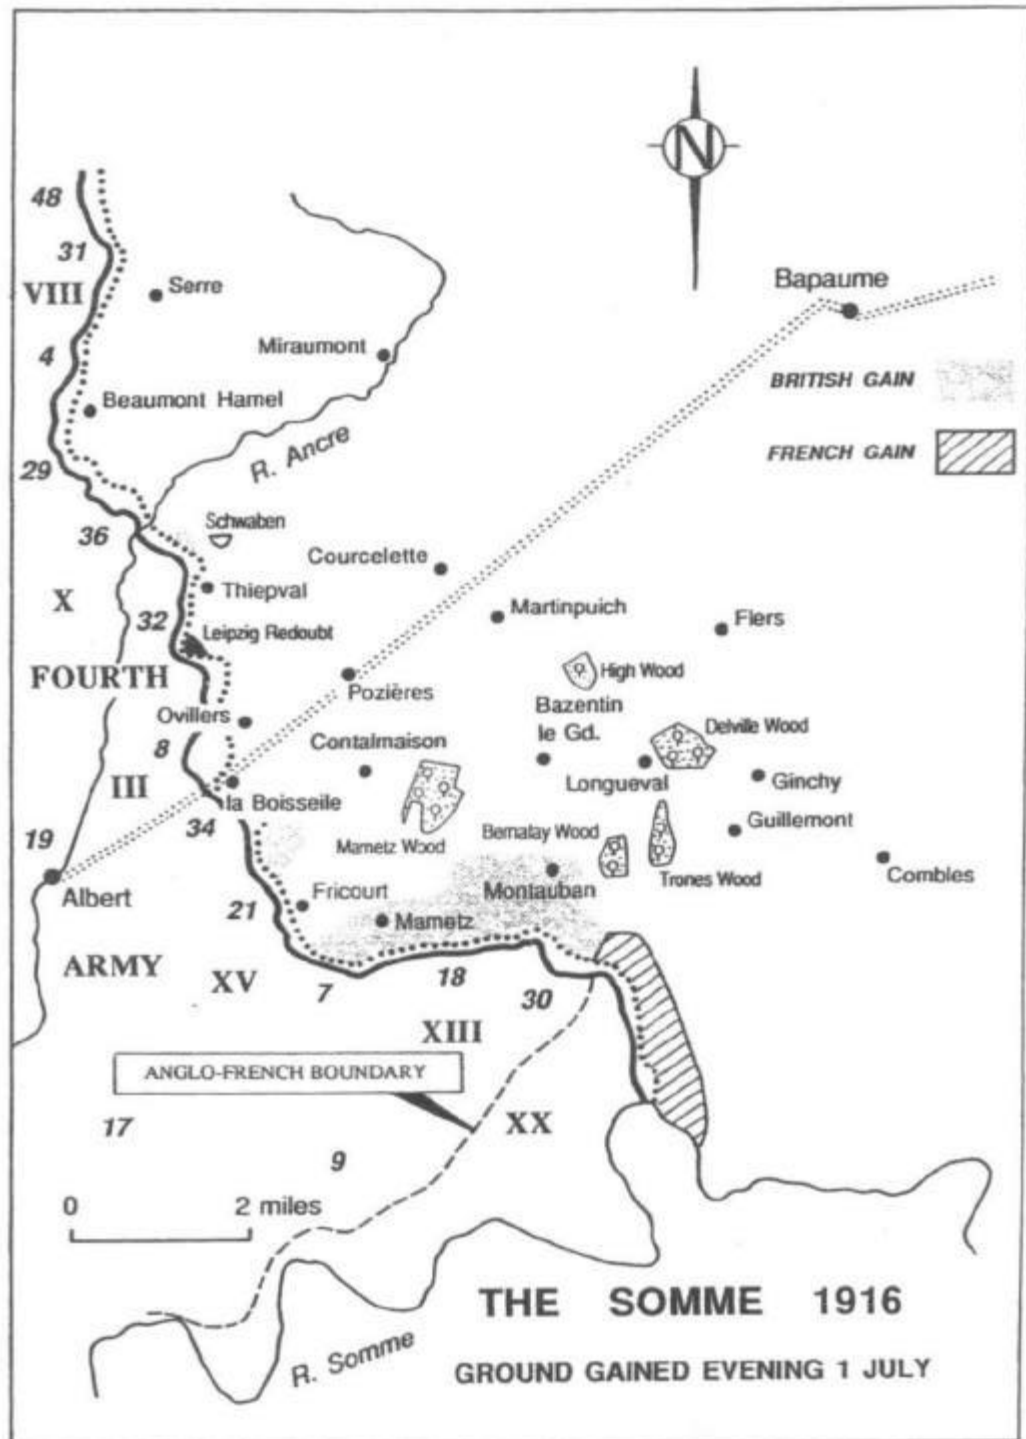 N
48
31
VIII
Serre
Bapaume
Miraumont
4
BRITISH GAIN
Beaumont Hamel
R. Ancre
FRENCH GAIN
29
36
Schwaben
Courcelette
X
Thiepval
Martinpuich
Flers
32
Leipzig Redoubt
FOURTH
High Wood
Pozières
Ovillers
Bazentin
le Gd.
Delville Wood
8
Contalmaison
III
Longueval
Ginchy
la Boisseile
34
Guillemont
19
Mametz Wood
Bernafay Wood
Trones Wood
Combles
Albert
Montauban
21
Fricourt
Mametz
ARMY
XV
7
18
30
XIII
ANGLO-FRENCH BOUNDARY
XX
17
9
0 2 miles
THE SOMME 1916
R. Somme
GROUND GAINED EVENING 1 JULY